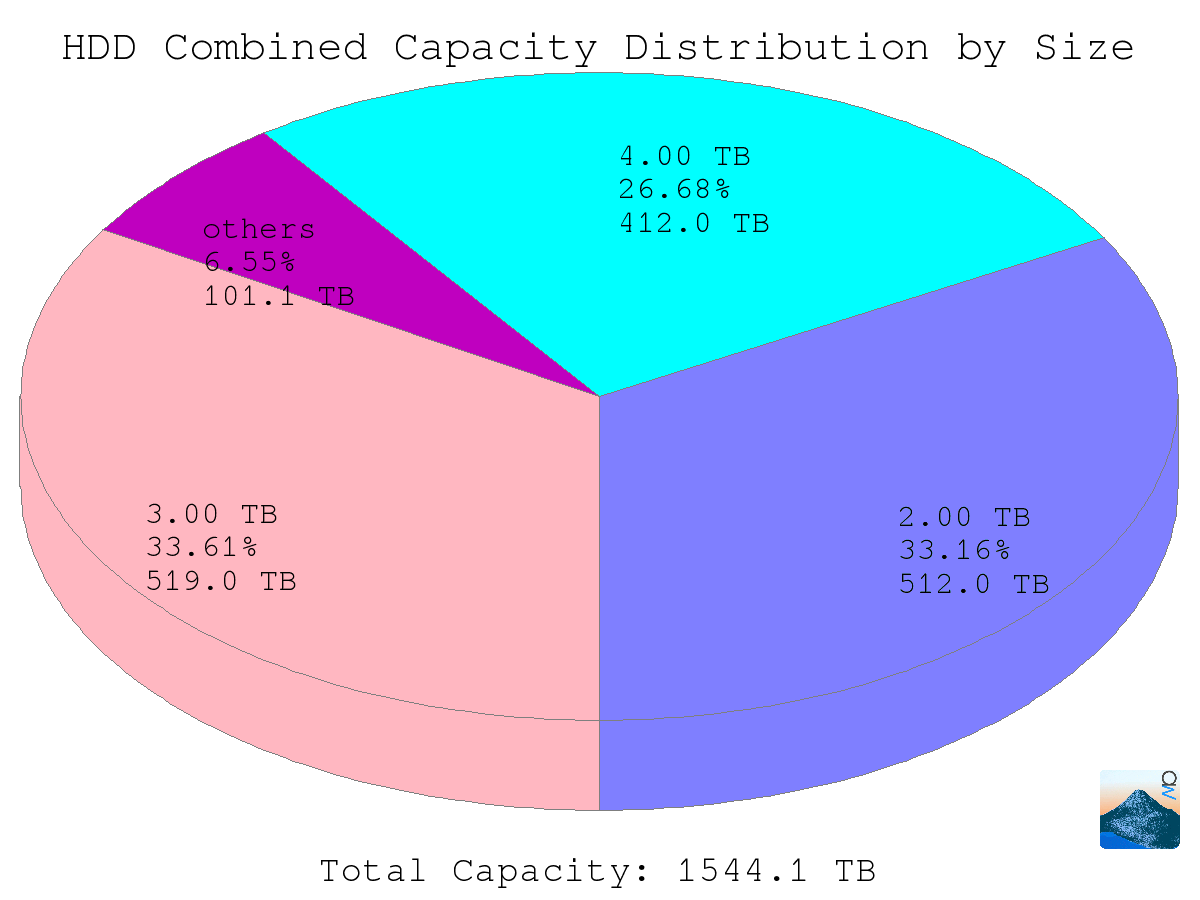 HDD Combined Capacity Distribution by Size
4.00 TB
26.68%
412.0 TB
others
6.55%
101.1 TB
3.00 TB
33.61%
519.0 TB
2.00 TB
33.16%
512.0 TB
Total Capacity: 1544.1 TB